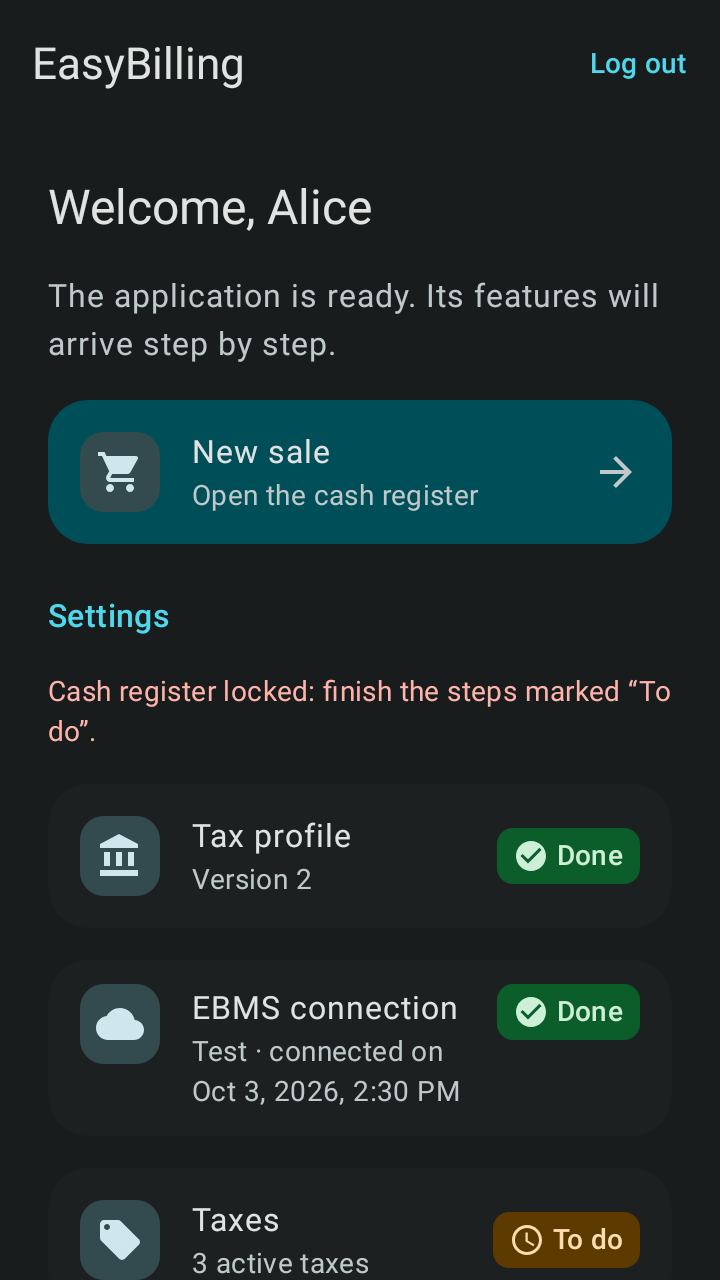 EasyBilling
Log out
Welcome, Alice
The application is ready. Its features will
arrive step by step.
New sale
Open the cash register
Settings
Cash register locked: finish the steps marked “To
do”.
Tax profile
Version 2
Done
EBMS connection
Test · connected on
Oct 3, 2026, 2:30 PM
Done
Taxes
3 active taxes
To do